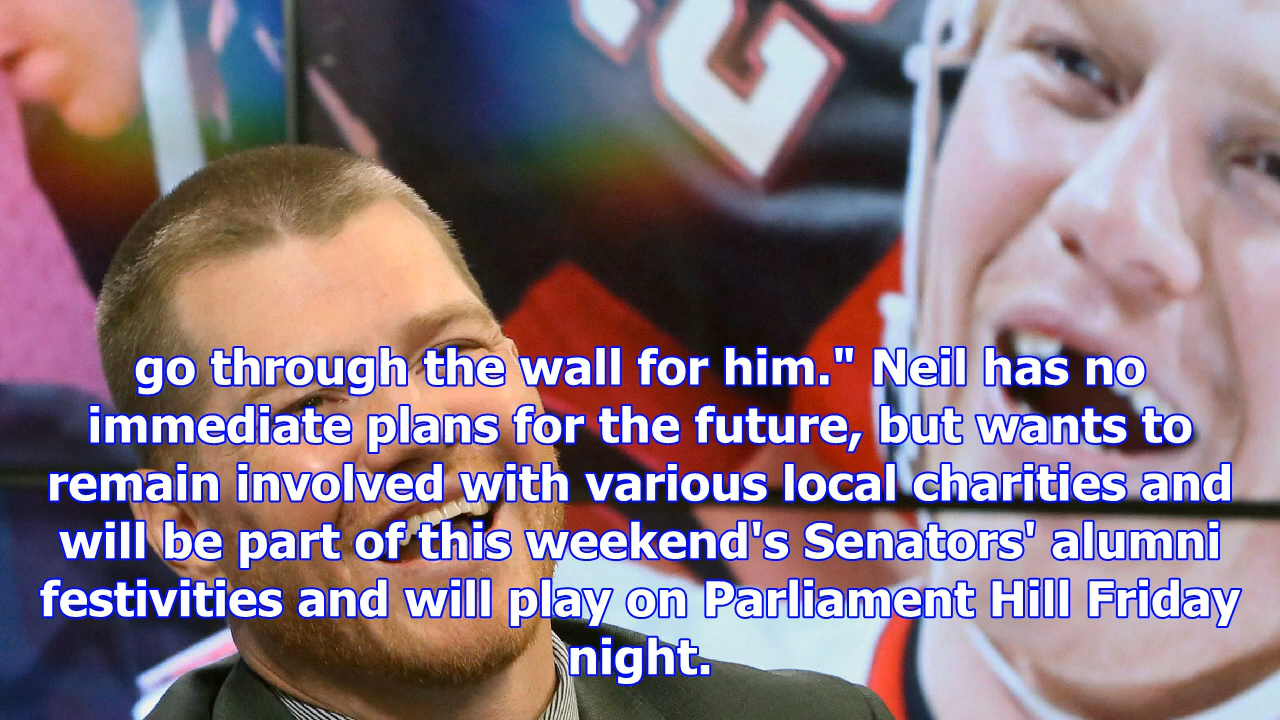 go through the wall for him." Neil has no
immediate plans for the future, but wants to
remain involved with various local charities and
will be part of this weekend's Senators' alumni
festivities and will play on Parliament Hill Friday
night.